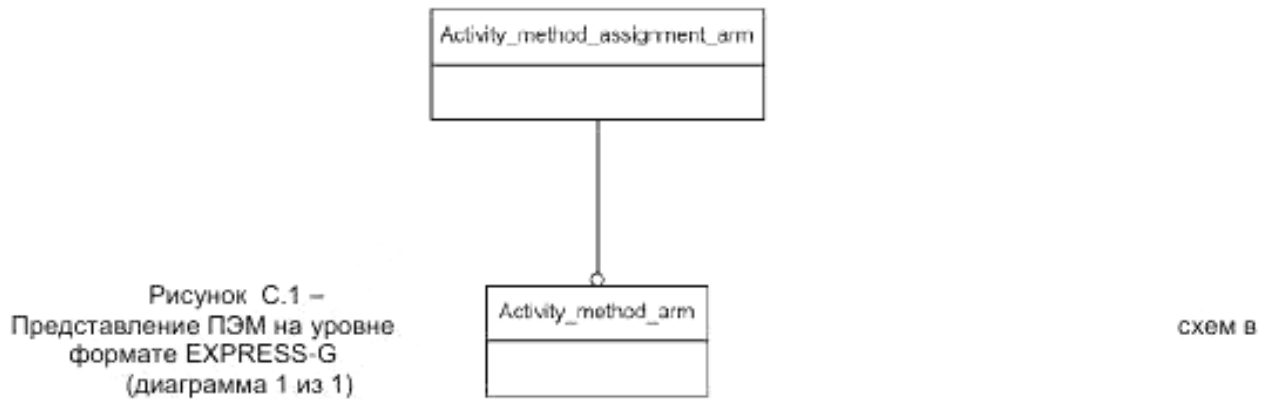 Activity_method_assignment_arm
Activity_method_arm
Рисунок С.1 –
Представление ПЭМ на уровне схем в
формате EXPRESS-G
(диаграмма 1 из 1)